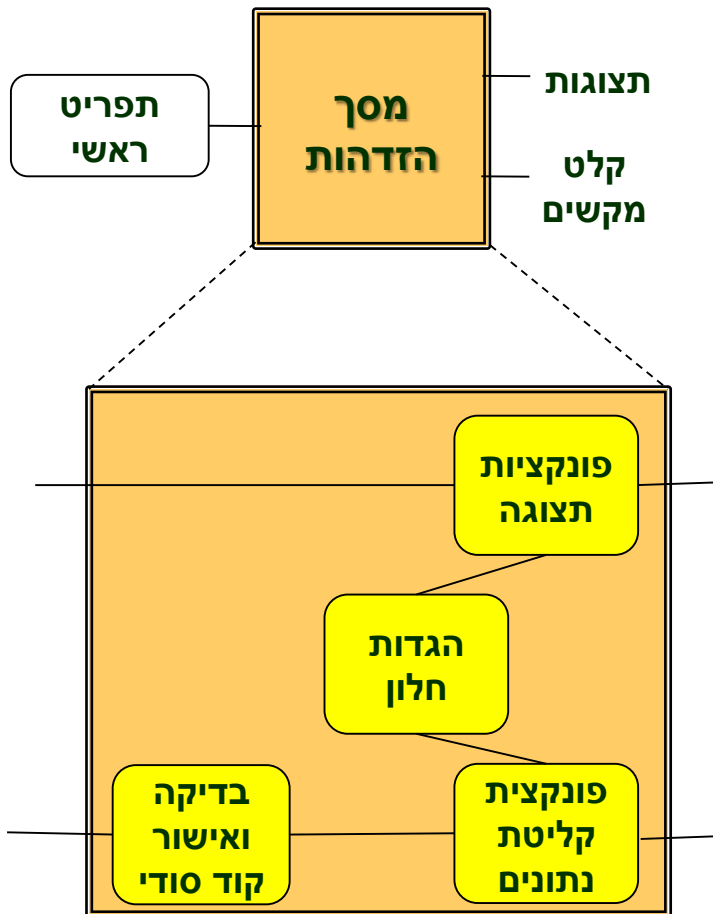 תפריט
ראשי
מסך
הזדהות
תצוגות
קלט
מקשים
פונקציות
תצוגה
הגדות
חלון
בדיקה
ואישור
קוד סודי
פונקצית
קליטת
נתונים